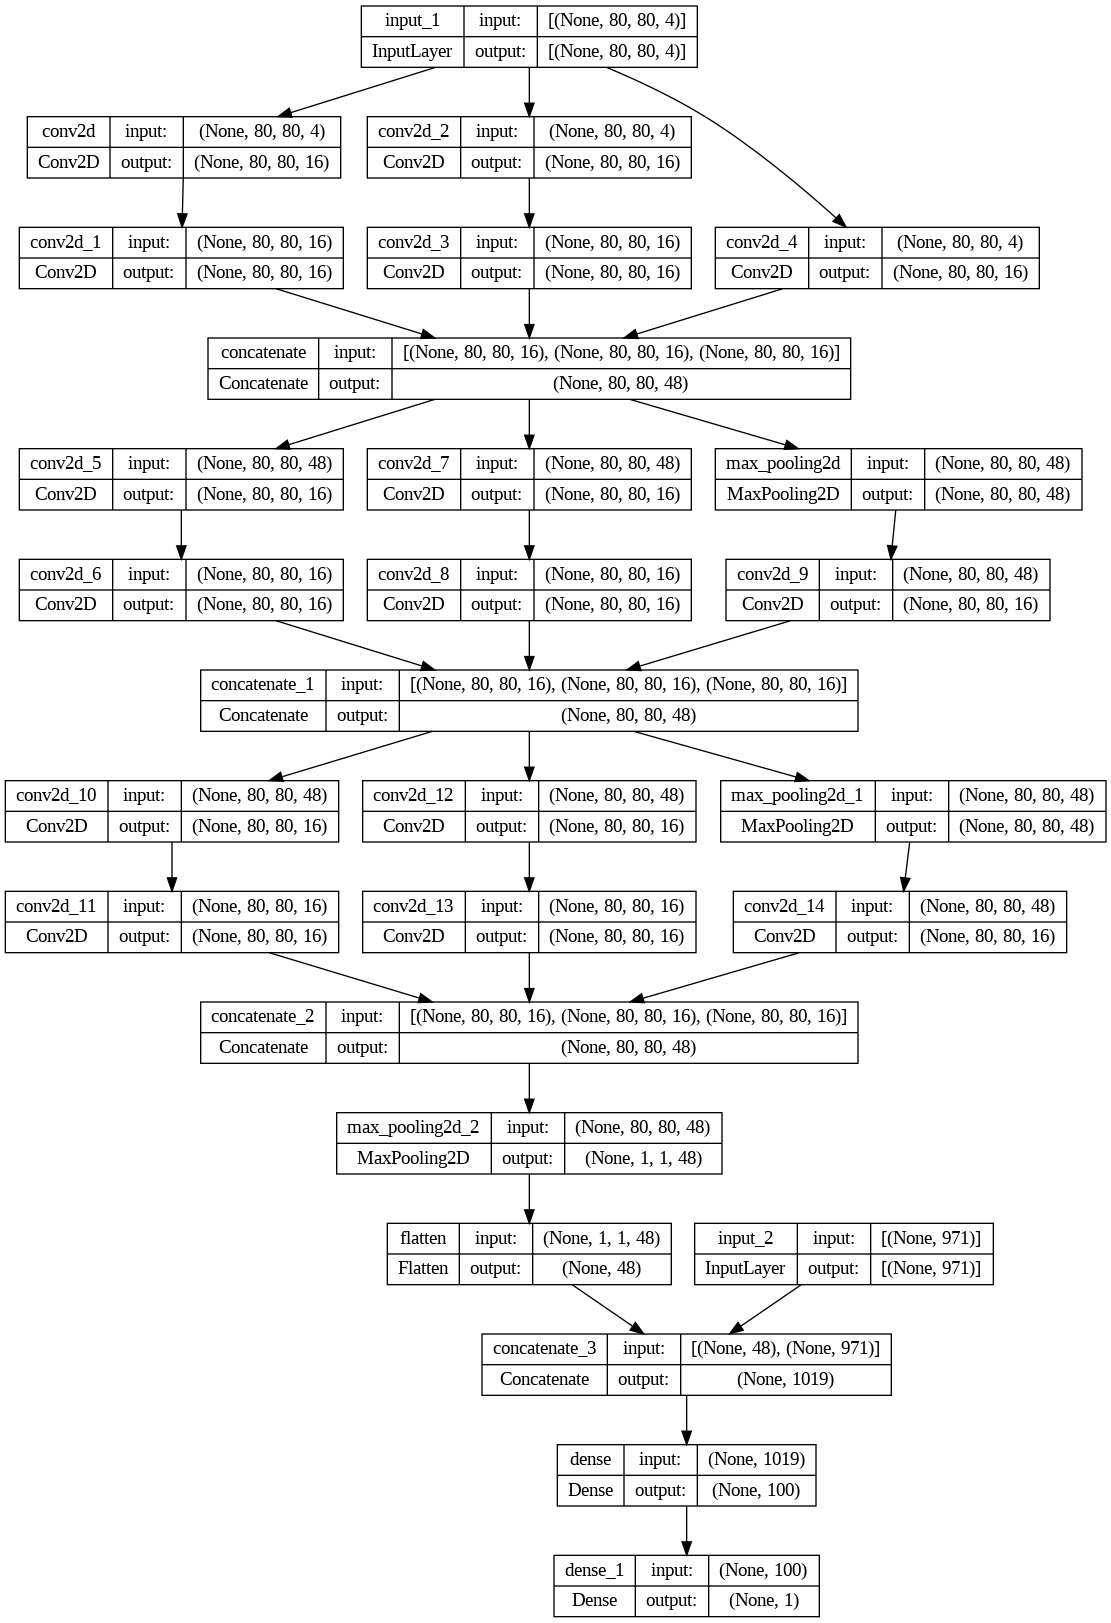 input_1 input: [(None, 80, 80, 4)]
InputLayer output: [(None, 80, 80, 4)]
conv2d input: (None, 80, 80, 4) conv2d_2 input: (None, 80, 80, 4)
Conv2D output: (None, 80, 80, 16) Conv2D output: (None, 80, 80, 16)
conv2d_1 input: (None, 80, 80, 16) conv2d_3 input: (None, 80, 80, 16) conv2d_4 input: (None, 80, 80, 4)
Conv2D output: (None, 80, 80, 16) Conv2D output: (None, 80, 80, 16) Conv2D output: (None, 80, 80, 16)
concatenate input: [(None, 80, 80, 16), (None, 80, 80, 16), (None, 80, 80, 16)]
Concatenate output: (None, 80, 80, 48)
conv2d_5 input: (None, 80, 80, 48) conv2d_7 input: (None, 80, 80, 48) max_pooling2d input: (None, 80, 80, 48)
Conv2D output: (None, 80, 80, 16) Conv2D output: (None, 80, 80, 16) MaxPooling2D output: (None, 80, 80, 48)
conv2d_6 input: (None, 80, 80, 16) conv2d_8 input: (None, 80, 80, 16) conv2d_9 input: (None, 80, 80, 48)
Conv2D output: (None, 80, 80, 16) Conv2D output: (None, 80, 80, 16) Conv2D output: (None, 80, 80, 16)
concatenate_1 input: [(None, 80, 80, 16), (None, 80, 80, 16), (None, 80, 80, 16)]
Concatenate output: (None, 80, 80, 48)
conv2d_10 input: (None, 80, 80, 48) conv2d_12 input: (None, 80, 80, 48) max_pooling2d_1 input: (None, 80, 80, 48)
Conv2D output: (None, 80, 80, 16) Conv2D output: (None, 80, 80, 16) MaxPooling2D output: (None, 80, 80, 48)
conv2d_11 input: (None, 80, 80, 16) conv2d_13 input: (None, 80, 80, 16) conv2d_14 input: (None, 80, 80, 48)
Conv2D output: (None, 80, 80, 16) Conv2D output: (None, 80, 80, 16) Conv2D output: (None, 80, 80, 16)
concatenate_2 input: [(None, 80, 80, 16), (None, 80, 80, 16), (None, 80, 80, 16)]
Concatenate output: (None, 80, 80, 48)
max_pooling2d_2 input: (None, 80, 80, 48)
MaxPooling2D output: (None, 1, 1, 48)
flatten input: (None, 1, 1, 48) input_2 input: [(None, 971)]
Flatten output: (None, 48) InputLayer output: [(None, 971)]
concatenate_3 input: [(None, 48), (None, 971)]
Concatenate output: (None, 1019)
dense input: (None, 1019)
Dense output: (None, 100)
dense_1 input: (None, 100)
Dense output: (None, 1)